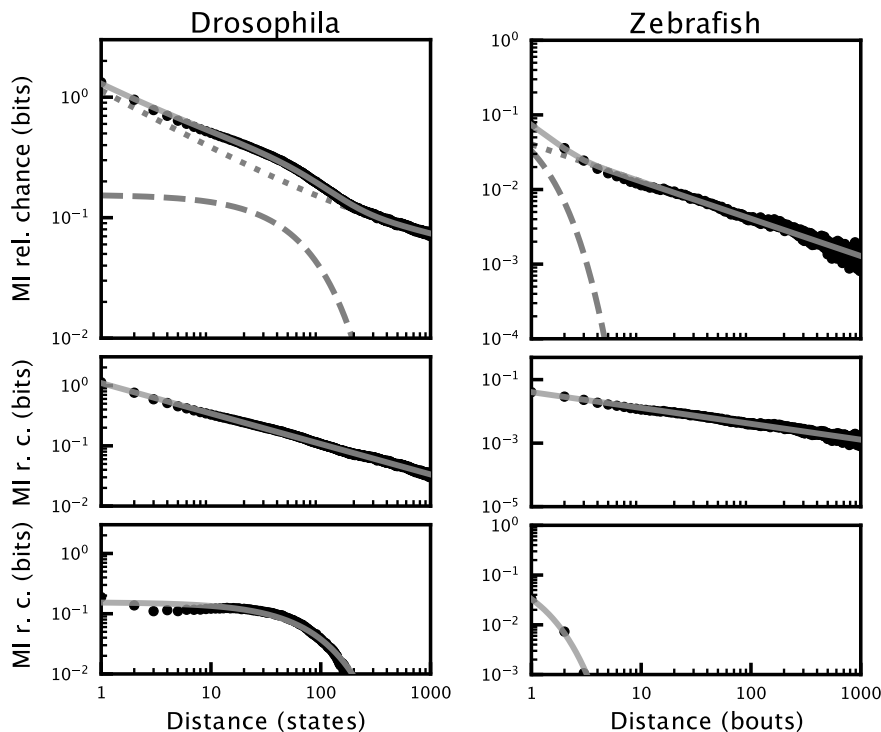 Drosophila
Zebrafish
MI rel. chance (bits)
10^0
10^-1
10^-2
10^0
10^-1
10^-2
10^-3
10^-4
MI r. c. (bits)
10^0
10^-1
10^-2
10^-1
10^-3
10^-5
MI r. c. (bits)
10^0
10^-1
10^-2
10^0
10^-1
10^-2
10^-3
1 10 100 1000
1 10 100 1000
Distance (states)
Distance (bouts)